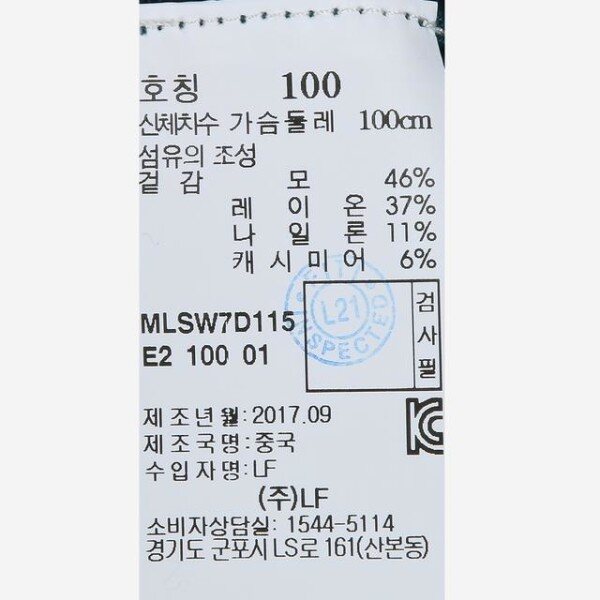 호칭 100
신체치수 가슴둘레 100cm
섬유의 조성
겉감 모 46%
레이온 37%
나일론 11%
캐시미어 6%
MLSW7D115
E2 100 01
검사필
L21
INSPECTED
제조년월:2017.09
제조국명:중국
수입자명:LF
(주)LF
소비자상담실: 1544-5114
경기도 군포시 LS로 161(산본동)